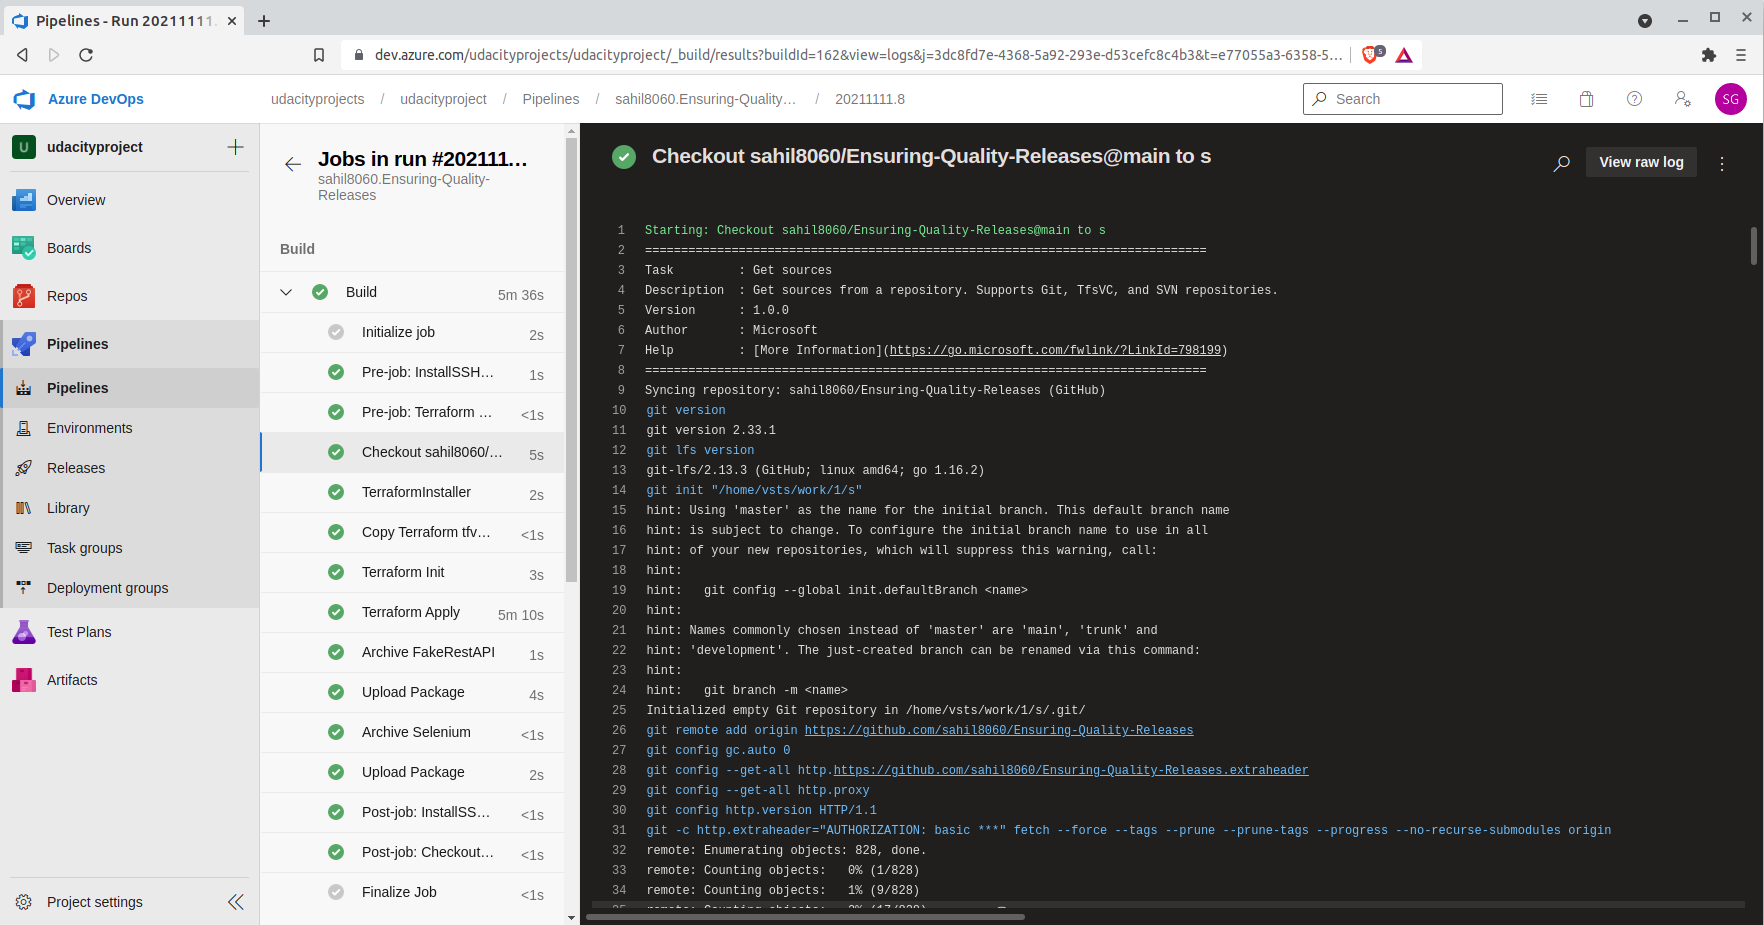 Pipelines - Run 20211111.
dev.azure.com/udacityprojects/udacityproject/_build/results?buildId=162&view=logs&j=3dc8fd7e-4368-5a92-293e-d53cefc8c4b3&t=e77055a3-6358-5...
5
Azure DevOps
udacityprojects / udacityproject / Pipelines / sahil8060.Ensuring-Quality... / 20211111.8
Search
SG
U
udacityproject
Overview
Boards
Repos
Pipelines
Pipelines
Environments
Releases
Library
Task groups
Deployment groups
Test Plans
Artifacts
Project settings
Jobs in run #202111...
sahil8060.Ensuring-Quality-
Releases
Build
Build 5m 36s
Initialize job 2s
Pre-job: InstallSSH... 1s
Pre-job: Terraform ... <1s
Checkout sahil8060/... 5s
TerraformInstaller 2s
Copy Terraform tfv... <1s
Terraform Init 3s
Terraform Apply 5m 10s
Archive FakeRestAPI 1s
Upload Package 4s
Archive Selenium <1s
Upload Package 2s
Post-job: InstallSS... <1s
Post-job: Checkout... <1s
Finalize Job <1s
Checkout sahil8060/Ensuring-Quality-Releases@main to s
View raw log
1 Starting: Checkout sahil8060/Ensuring-Quality-Releases@main to s
2 ==============================================================================
3 Task         : Get sources
4 Description  : Get sources from a repository. Supports Git, TfsVC, and SVN repositories.
5 Version      : 1.0.0
6 Author       : Microsoft
7 Help         : [More Information](https://go.microsoft.com/fwlink/?LinkId=798199)
8 ==============================================================================
9 Syncing repository: sahil8060/Ensuring-Quality-Releases (GitHub)
10 git version
11 git version 2.33.1
12 git lfs version
13 git-lfs/2.13.3 (GitHub; linux amd64; go 1.16.2)
14 git init "/home/vsts/work/1/s"
15 hint: Using 'master' as the name for the initial branch. This default branch name
16 hint: is subject to change. To configure the initial branch name to use in all
17 hint: of your new repositories, which will suppress this warning, call:
18 hint:
19 hint:   git config --global init.defaultBranch <name>
20 hint:
21 hint: Names commonly chosen instead of 'master' are 'main', 'trunk' and
22 hint: 'development'. The just-created branch can be renamed via this command:
23 hint:
24 hint:   git branch -m <name>
25 Initialized empty Git repository in /home/vsts/work/1/s/.git/
26 git remote add origin https://github.com/sahil8060/Ensuring-Quality-Releases
27 git config gc.auto 0
28 git config --get-all http.https://github.com/sahil8060/Ensuring-Quality-Releases.extraheader
29 git config --get-all http.proxy
30 git config http.version HTTP/1.1
31 git -c http.extraheader="AUTHORIZATION: basic ***" fetch --force --tags --prune --prune-tags --progress --no-recurse-submodules origin
32 remote: Enumerating objects: 828, done.
33 remote: Counting objects:   0% (1/828)
34 remote: Counting objects:   1% (9/828)
35 remote: Counting objects:   2% (17/828)